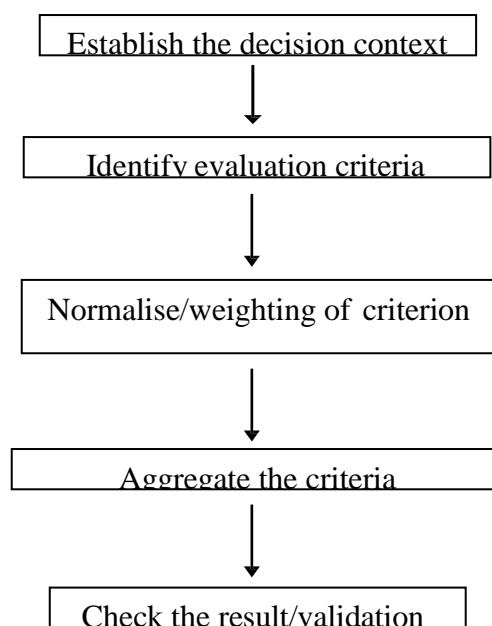 Establish the decision context
Identify evaluation criteria
Normalise/weighting of criterion
Aggregate the criteria
Check the result/validation